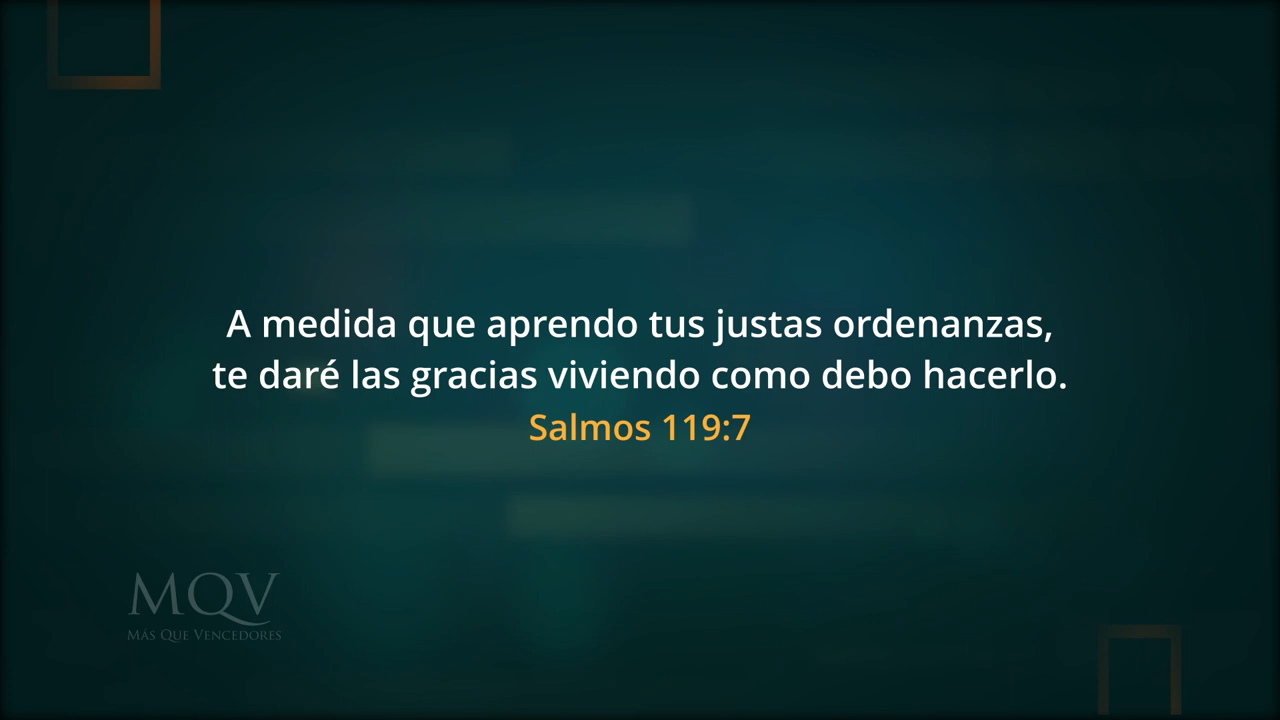 A medida que aprendo tus justas ordenanzas,
te daré las gracias viviendo como debo hacerlo.
Salmos 119:7
MQV
MÁS QUE VENCEDORES